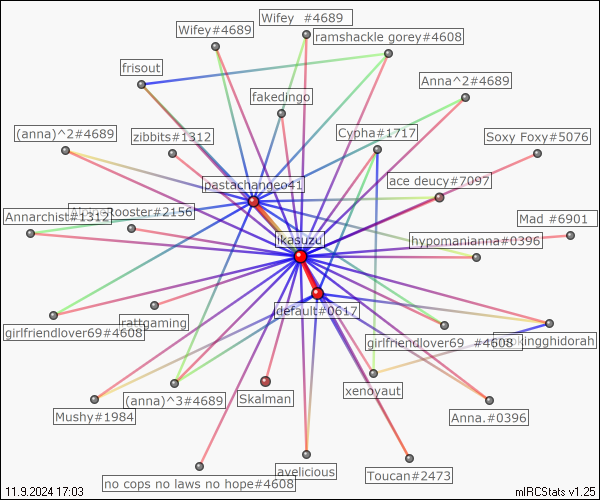 Wifey #4689
Wifey#4689
ramshackle gorey#4608
frisout
Anna^2#4689
fakedingo
(anna)^2#4689
zibbits#1312
Cypha#1717
Soxy Foxy#5076
pastachangeo41
ace deucy#7097
Annarchist#1312
Rooster#2156
Mad #6901
ikasuzu
hypomanianna#0396
default#0617
rattgaming
girlfriendlover69#4608
girlfriendlover69 #4608
kingghidorah
xenoyaut
Skalman
(anna)^3#4689
Mushy#1984
Anna.#0396
avelicious
Toucan#2473
no cops no laws no hope#4608
11.9.2024 17:03
mIRCStats v1.25